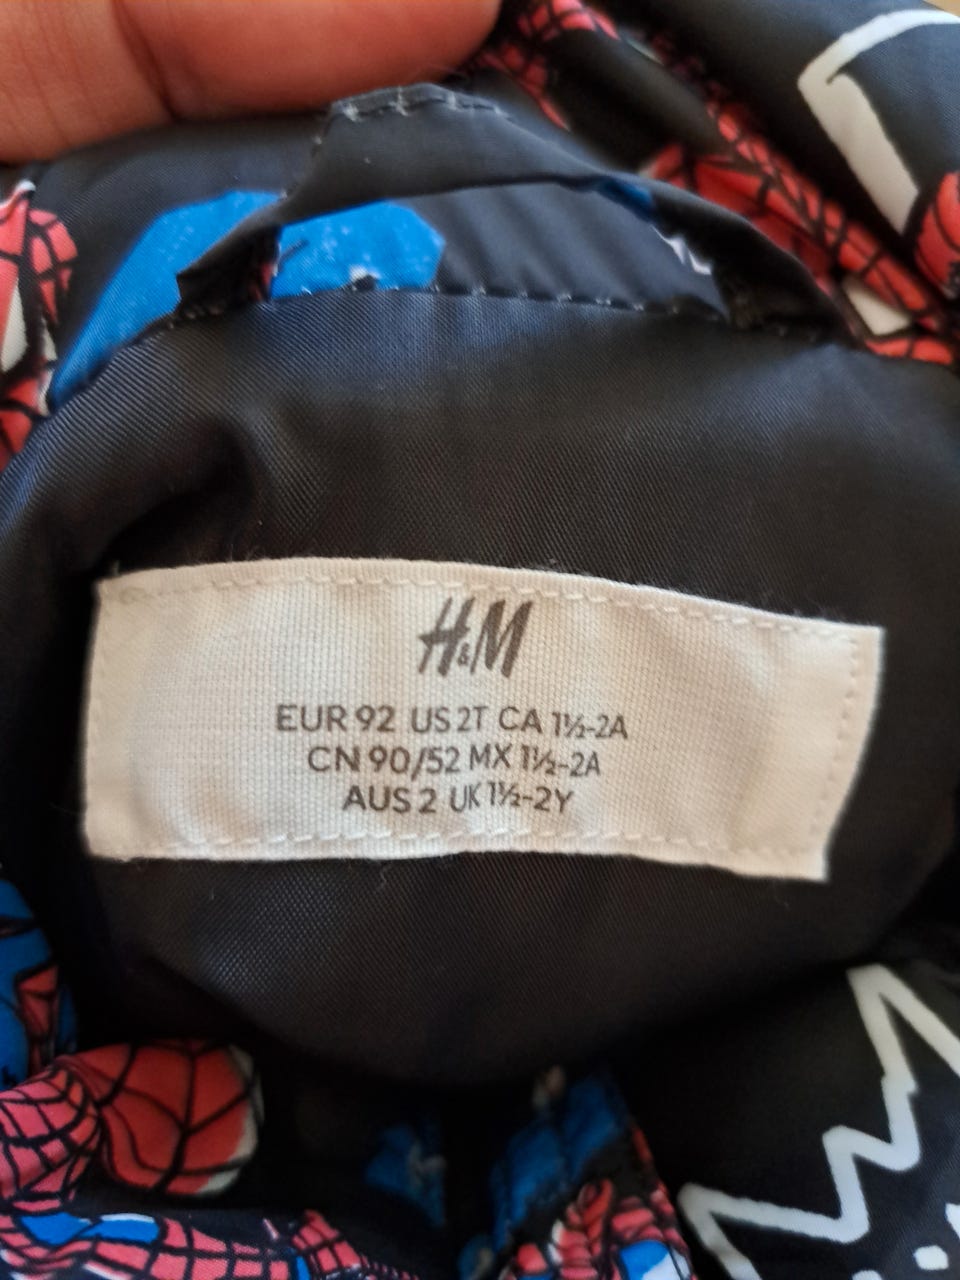 H&M
EUR 92 US 2T CA 1½-2A
CN 90/52 MX 1½-2A
AUS 2 UK 1½-2Y